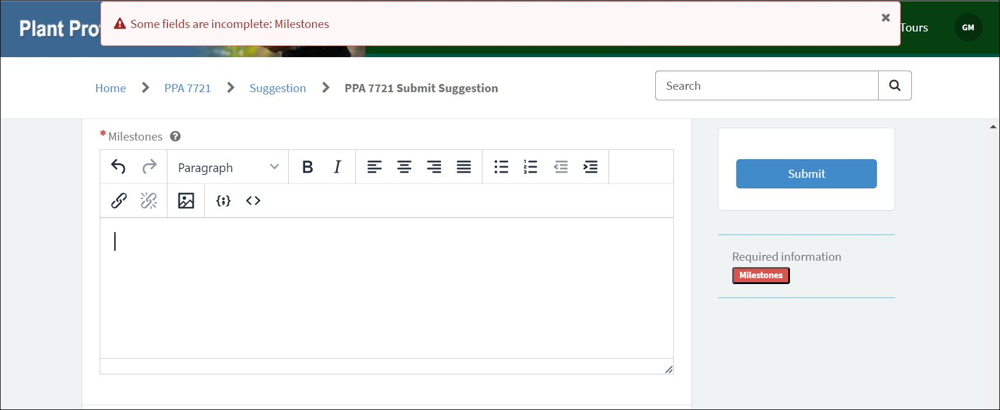 Plant Pro
Some fields are incomplete: Milestones
Tours
GM
Home
PPA 7721
Suggestion
PPA 7721 Submit Suggestion
Search
* Milestones
Paragraph
B I
Submit
Required information
Milestones